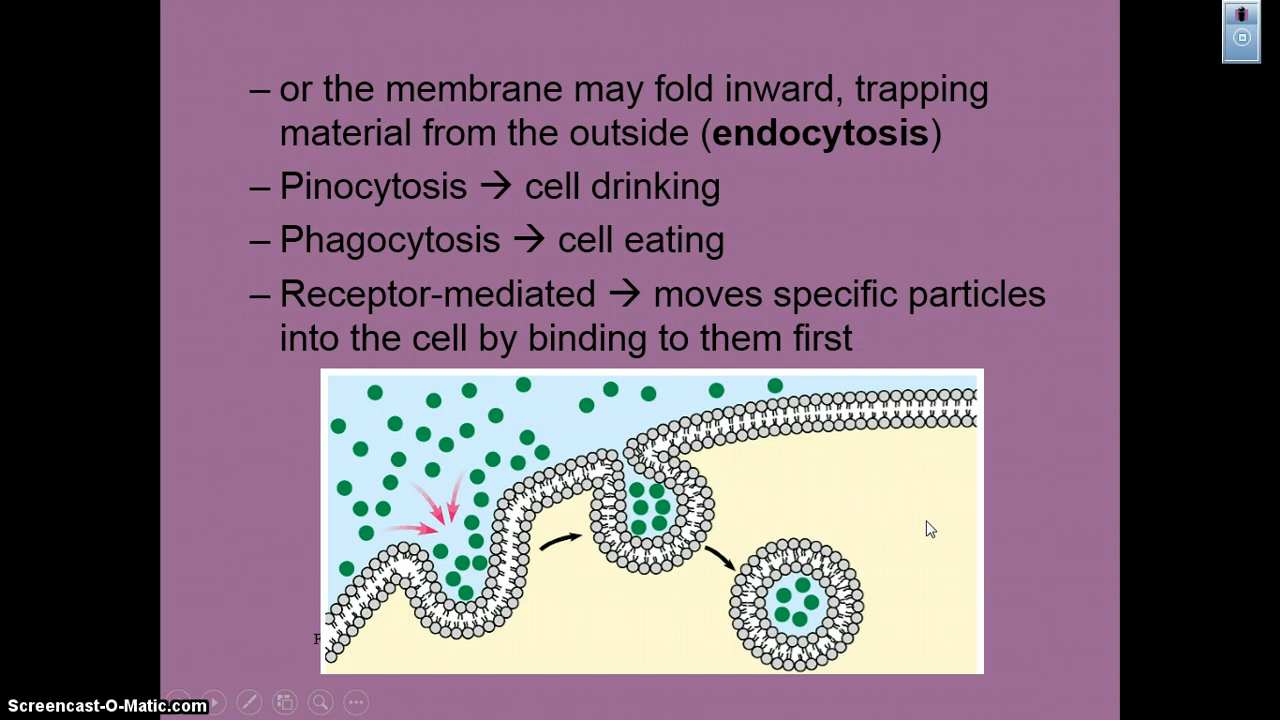 – or the membrane may fold inward, trapping
material from the outside (endocytosis)
– Pinocytosis → cell drinking
– Phagocytosis → cell eating
– Receptor-mediated → moves specific particles
into the cell by binding to them first
Screencast-O-Matic.com